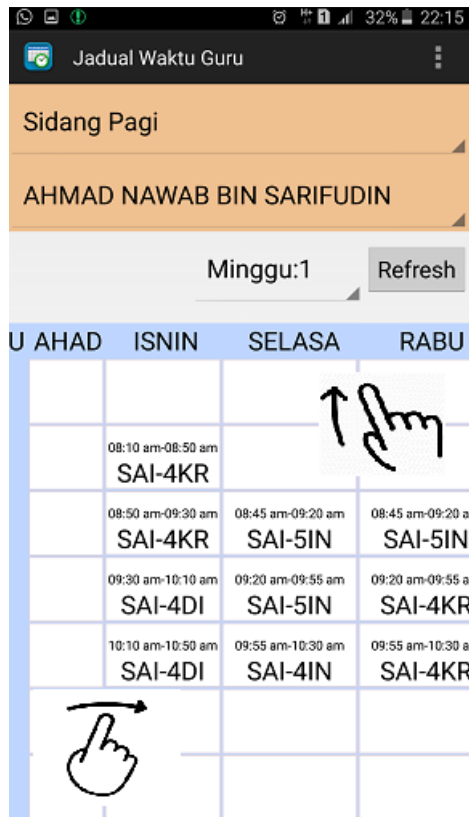 32% 22:15
Jadual Waktu Guru
Sidang Pagi
AHMAD NAWAB BIN SARIFUDIN
Minggu:1 Refresh
U AHAD ISNIN SELASA RABU
08:10 am-08:50 am
SAI-4KR
08:50 am-09:30 am 08:45 am-09:20 am 08:45 am-09:20 a
SAI-4KR SAI-5IN SAI-5IN
09:30 am-10:10 am 09:20 am-09:55 am 09:20 am-09:55 a
SAI-4DI SAI-5IN SAI-4KR
10:10 am-10:50 am 09:55 am-10:30 am 09:55 am-10:30 a
SAI-4DI SAI-4IN SAI-4KR